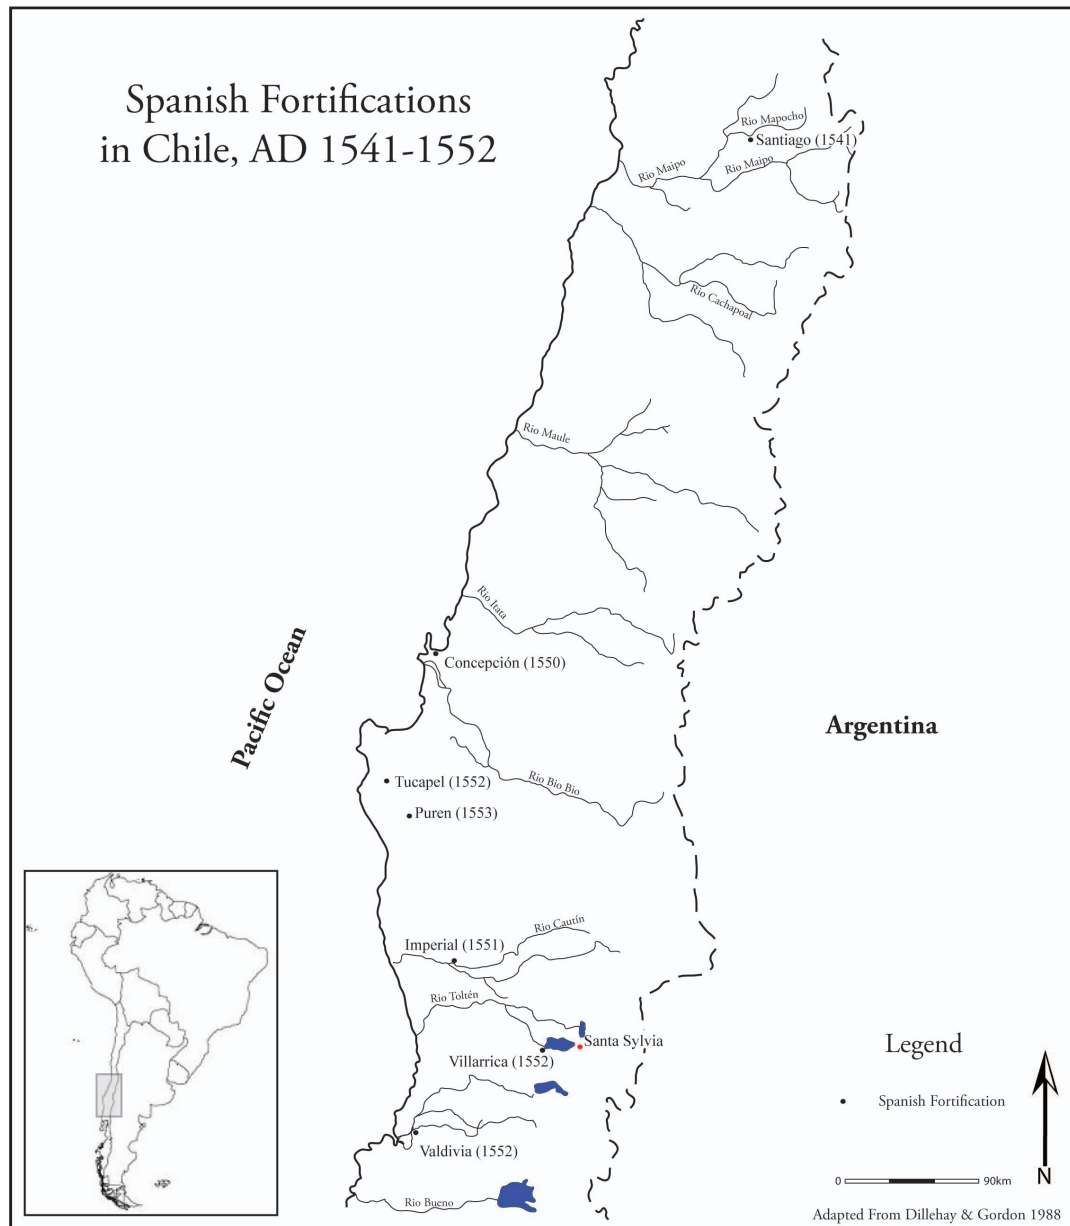 Spanish Fortifications
in Chile, AD 1541-1552
Rio Mapocho
Santiago (1541)
Rio Maipo
Rio Maipo
Rio Cachapoal
Rio Maule
Rio Itata
Concepción (1550)
Pacific Ocean
Argentina
Rio Bio Bio
Tucapel (1552)
Puren (1553)
Rio Cautín
Imperial (1551)
Rio Toltén
Santa Sylvia
Villarrica (1552)
Valdivia (1552)
Rio Bueno
Legend
Spanish Fortification
N
0
90km
Adapted From Dillehay & Gordon 1988